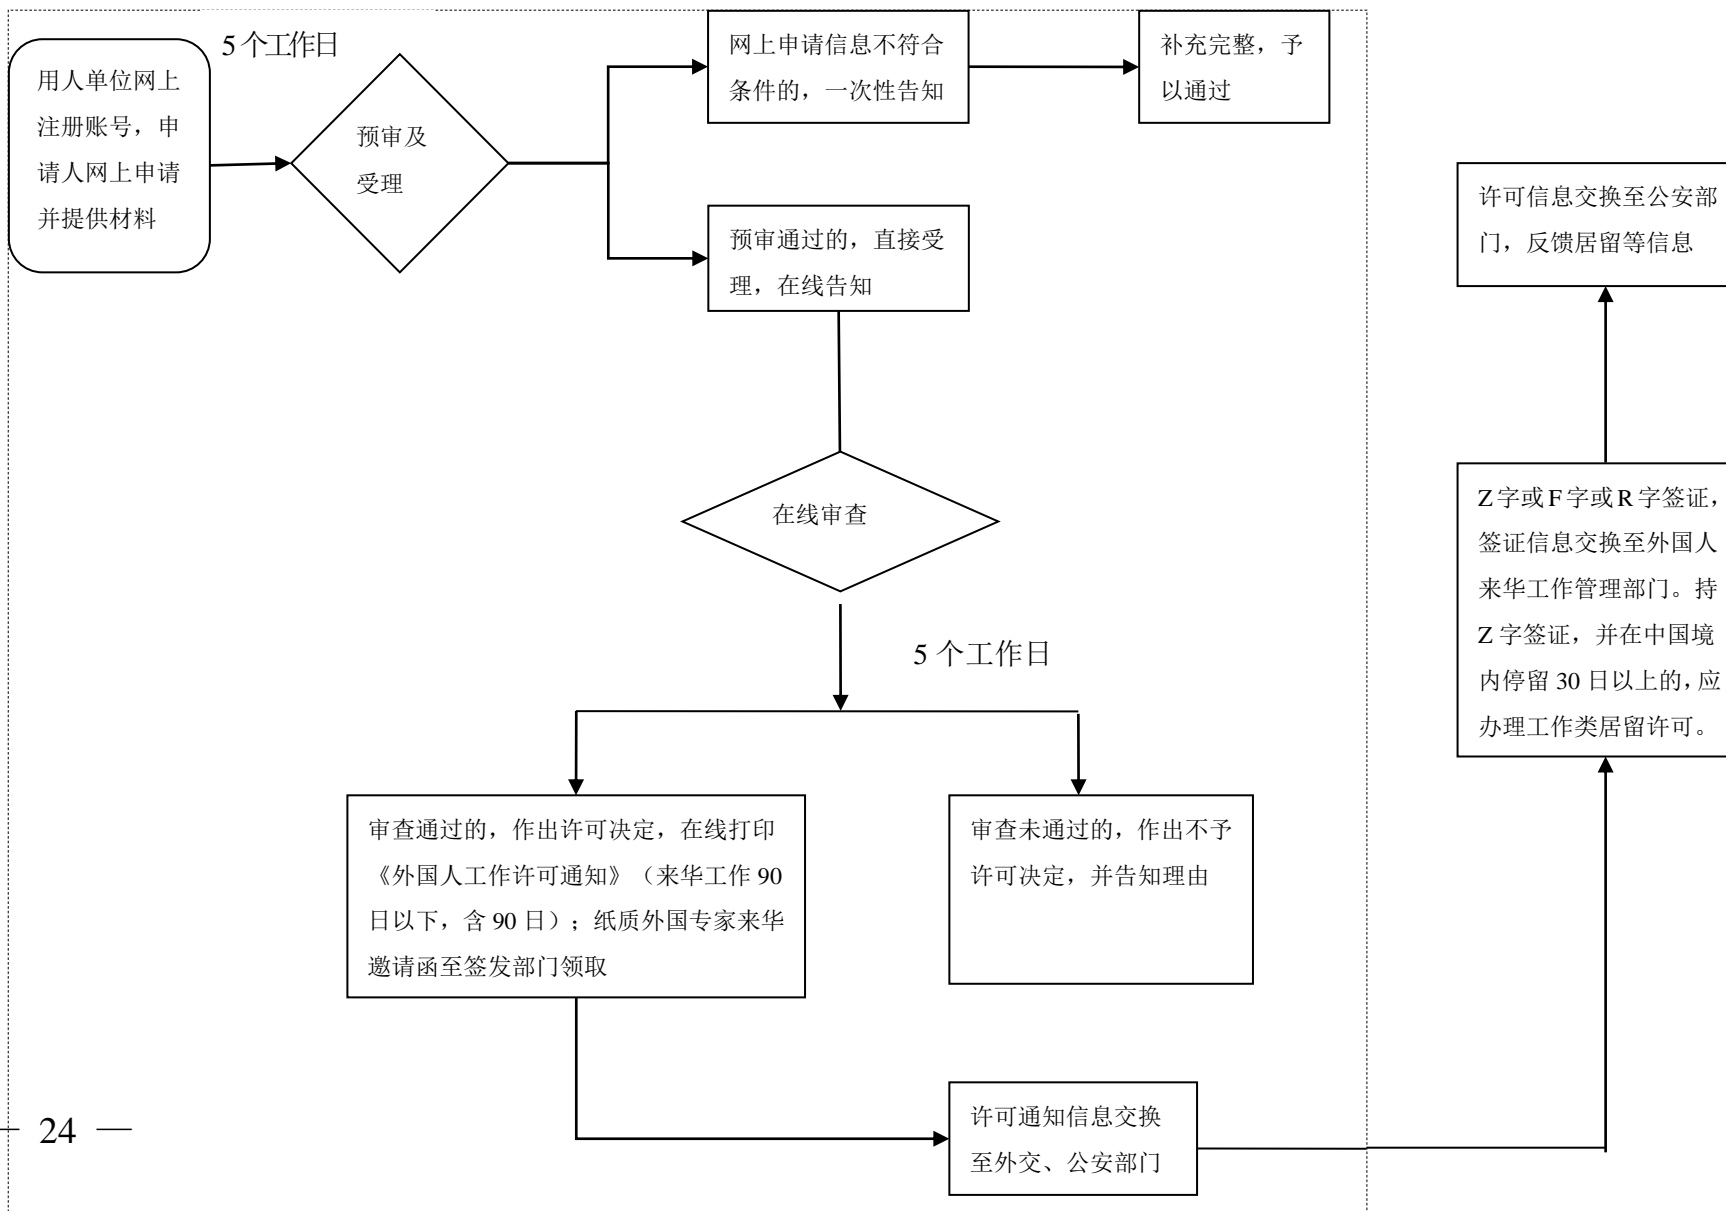 5个工作日
用人单位网上
注册账号，申
请人网上申请
并提供材料
预审及
受理
网上申请信息不符合
条件的，一次性告知
补充完整，予
以通过
预审通过的，直接受
理，在线告知
许可信息交换至公安部
门，反馈居留等信息
在线审查
5 个工作日
Z字或F字或R字签证，
签证信息交换至外国人
来华工作管理部门。持
Z 字签证，并在中国境
内停留 30 日以上的，应
办理工作类居留许可。
审查通过的，作出许可决定，在线打印
《外国人工作许可通知》（来华工作 90
日以下，含 90 日）；纸质外国专家来华
邀请函至签发部门领取
审查未通过的，作出不予
许可决定，并告知理由
许可通知信息交换
至外交、公安部门
— 24 —